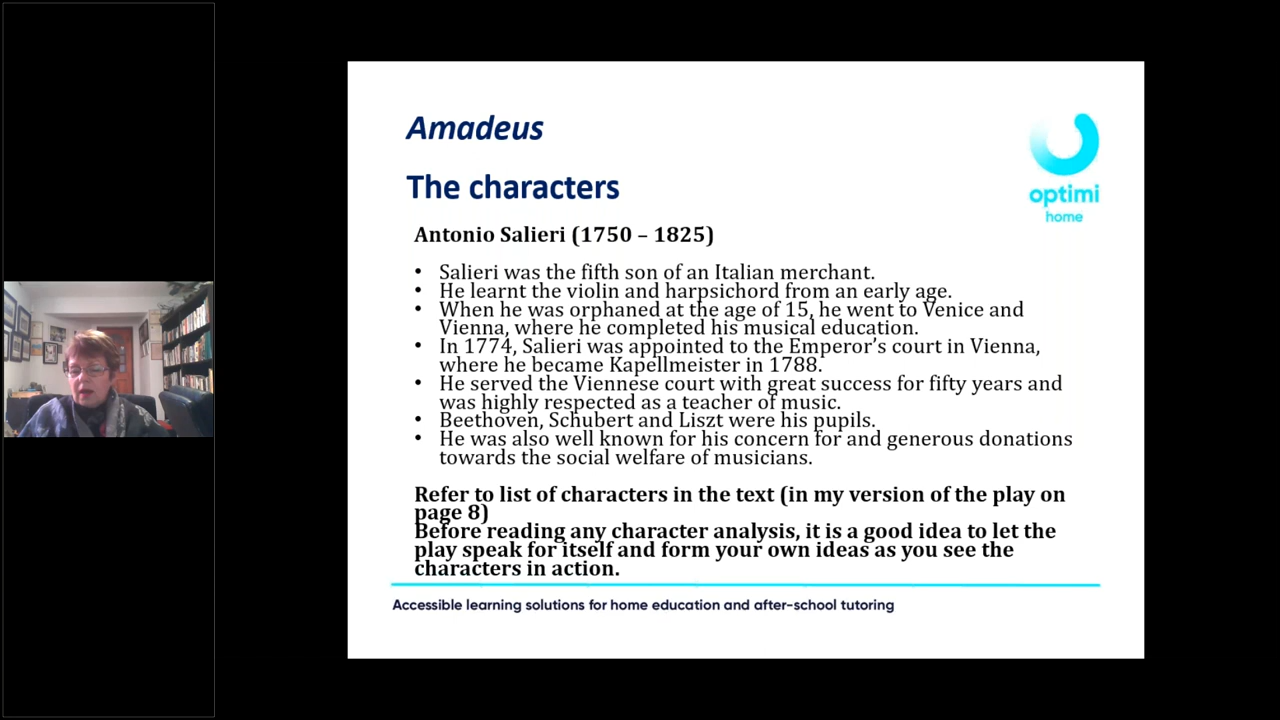 Amadeus
The characters
optimi
home
Antonio Salieri (1750 – 1825)
• Salieri was the fifth son of an Italian merchant.
• He learnt the violin and harpsichord from an early age.
• When he was orphaned at the age of 15, he went to Venice and
Vienna, where he completed his musical education.
• In 1774, Salieri was appointed to the Emperor’s court in Vienna,
where he became Kapellmeister in 1788.
• He served the Viennese court with great success for fifty years and
was highly respected as a teacher of music.
• Beethoven, Schubert and Liszt were his pupils.
• He was also well known for his concern for and generous donations
towards the social welfare of musicians.
Refer to list of characters in the text (in my version of the play on
page 8)
Before reading any character analysis, it is a good idea to let the
play speak for itself and form your own ideas as you see the
characters in action.
Accessible learning solutions for home education and after-school tutoring